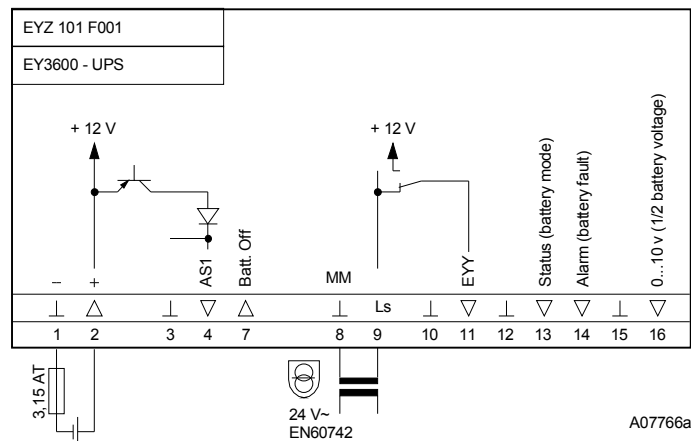 EYZ 101 F001
EY3600 - UPS
+ 12 V
+ 12 V
– +
AS1
Batt. Off
MM
EYY
Status (battery mode)
Alarm (battery fault)
0...10 v (1/2 battery voltage)
Ls
1 2 3 4 7 8 9 10 11 12 13 14 15 16
3,15 AT
24 V~
EN60742
A07766a